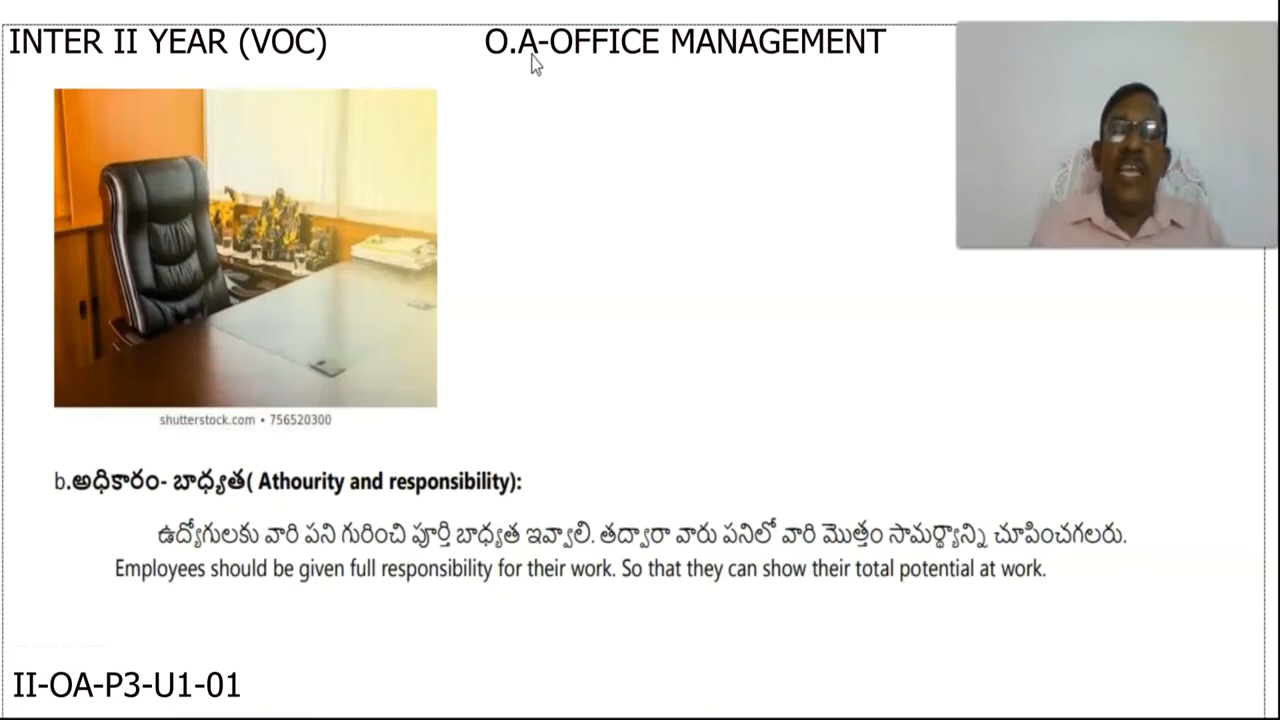 INTER II YEAR (VOC)
O.A-OFFICE MANAGEMENT
shutterstock.com • 756520300
b.అధికారం- బాధ్యత( Athourity and responsibility):
ఉద్యోగులకు వారి పని గురించి పూర్తి బాధ్యత ఇవ్వాలి. తద్వారా వారు పనిలో వారి మొత్తం సామర్థ్యాన్ని చూపించగలరు.
Employees should be given full responsibility for their work. So that they can show their total potential at work.
II-OA-P3-U1-01